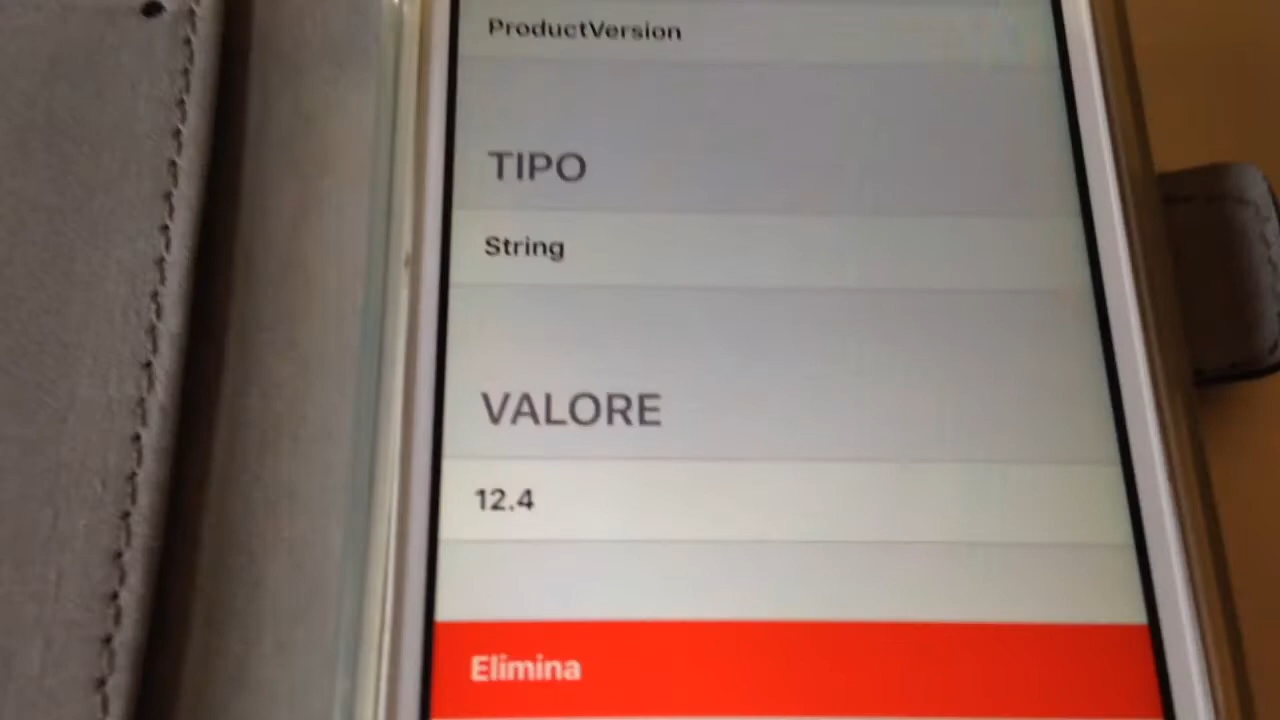 ProductVersion
TIPO
String
VALORE
12.4
Elimina